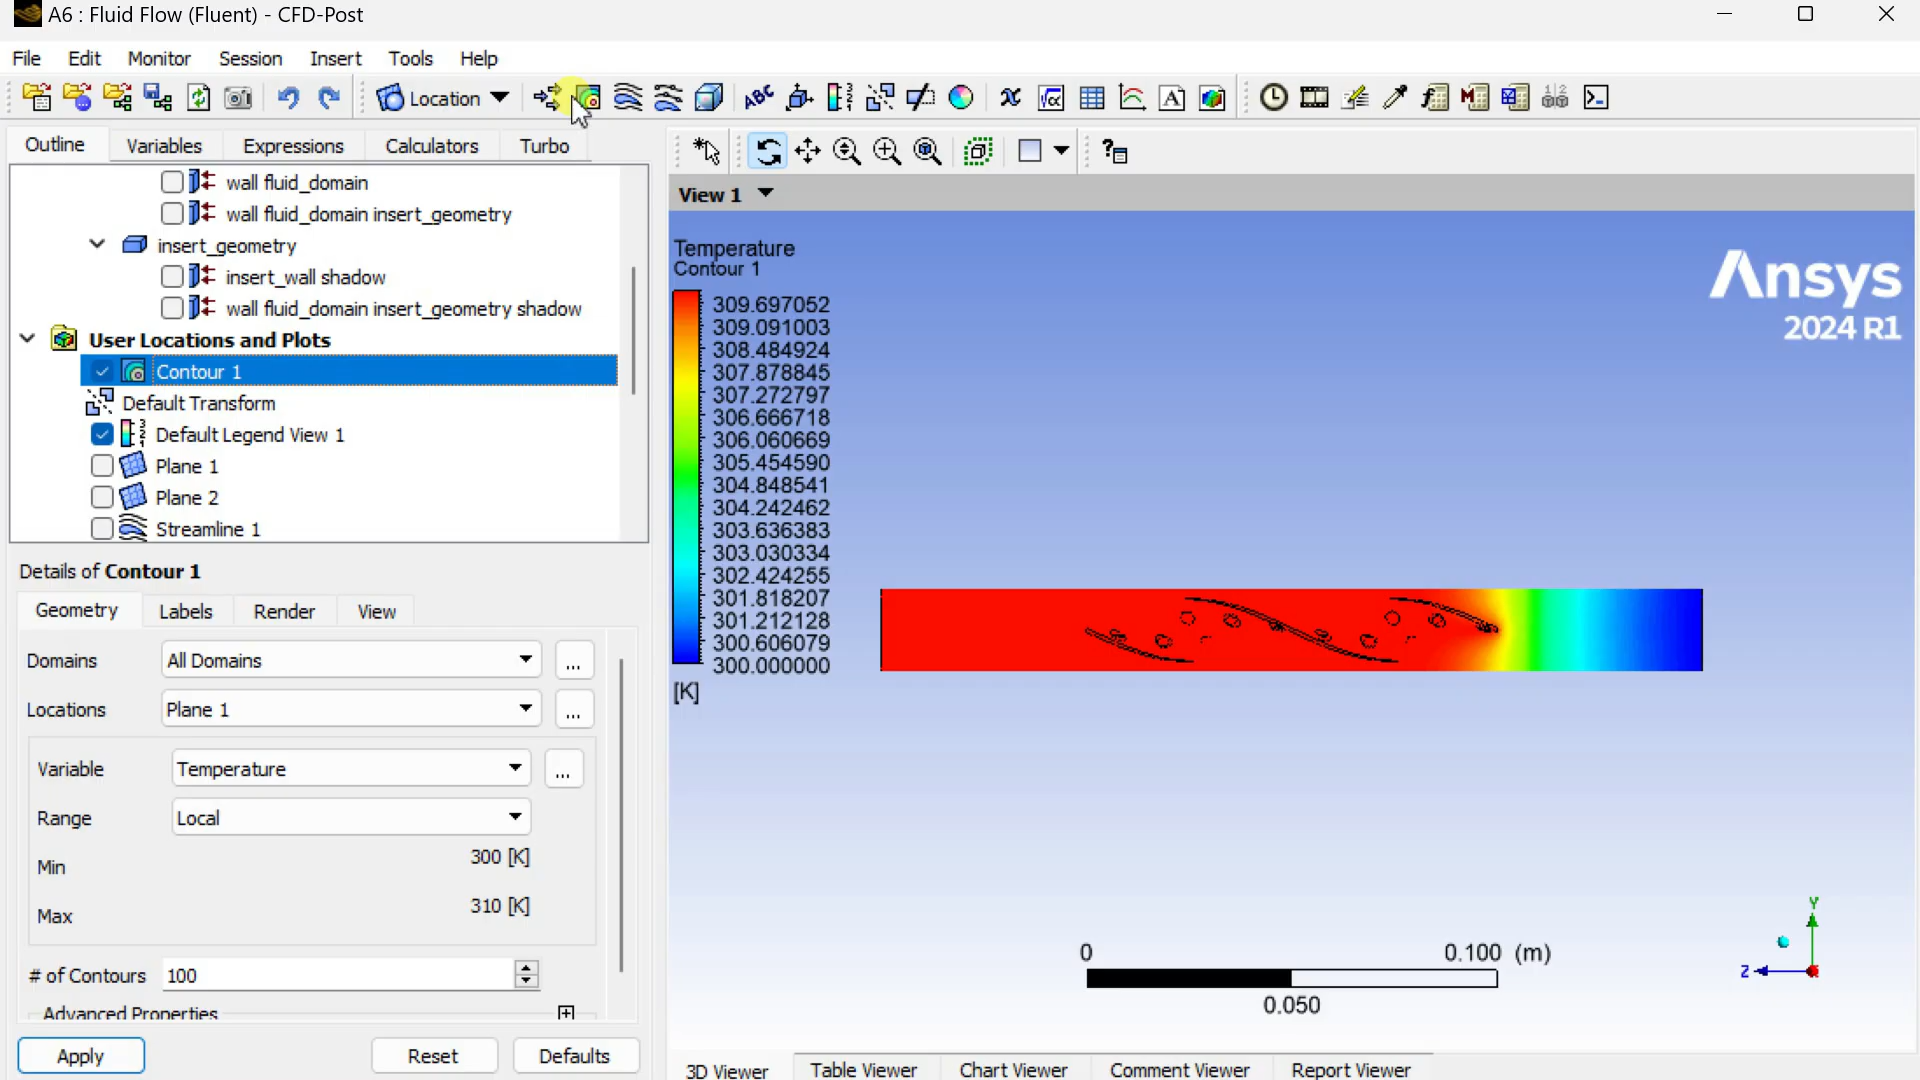 A6 : Fluid Flow (Fluent) - CFD-Post
File Edit Monitor Session Insert Tools Help
Location
Outline Variables Expressions Calculators Turbo
wall fluid_domain
wall fluid_domain insert_geometry
insert_geometry
insert_wall shadow
wall fluid_domain insert_geometry shadow
User Locations and Plots
Contour 1
Default Transform
Default Legend View 1
Plane 1
Plane 2
Streamline 1
Details of Contour 1
Geometry Labels Render View
Domains All Domains ...
Locations Plane 1 ...
Variable Temperature ...
Range Local
Min 300 [K]
Max 310 [K]
# of Contours 100
Advanced Properties
Apply Reset Defaults
View 1
Temperature
Contour 1
309.697052
309.091003
308.484924
307.878845
307.272797
306.666718
306.060669
305.454590
304.848541
304.242462
303.636383
303.030334
302.424255
301.818207
301.212128
300.606079
300.000000
[K]
Ansys
2024 R1
0 0.100 (m)
0.050
Y
Z
3D Viewer Table Viewer Chart Viewer Comment Viewer Report Viewer